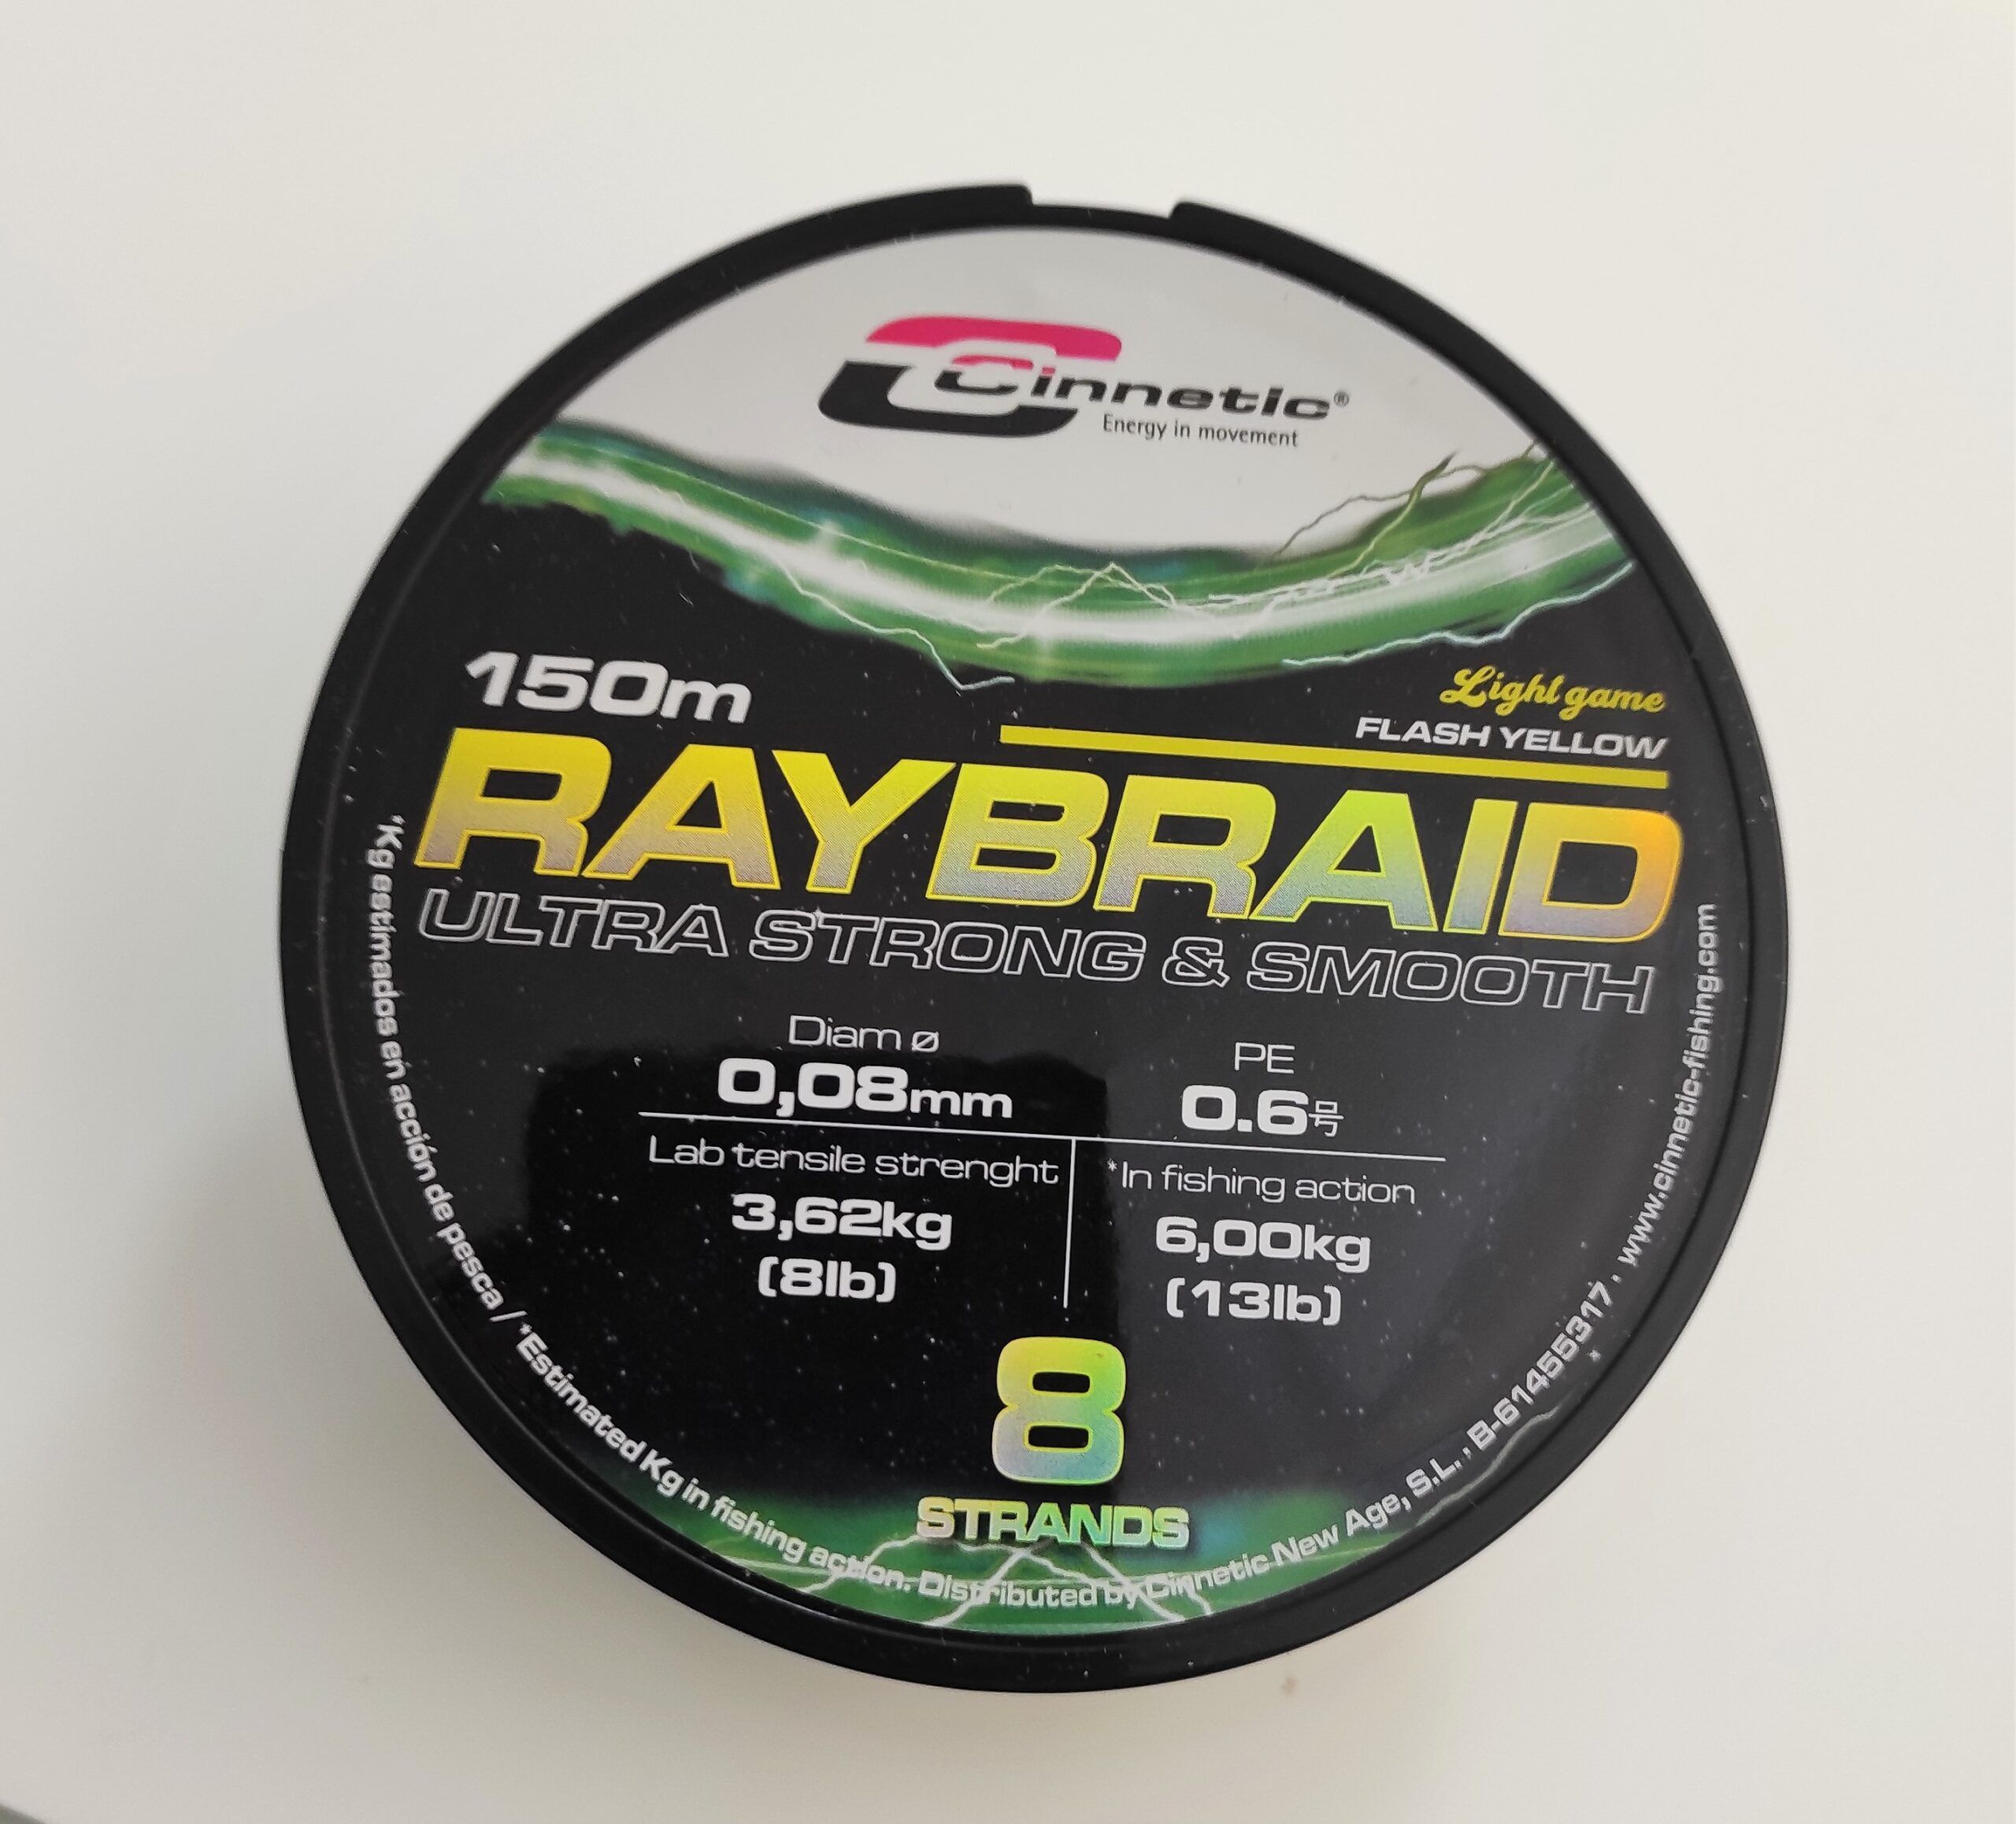 Cinnetic®
Energy in movement
150m
Light game
FLASH YELLOW
RAYBRAID
ULTRA STRONG & SMOOTH
Diam ø
0,08mm
PE
0.6号
Lab tensile strenght
3,62kg
(8lb)
*In fishing action
6,00kg
(13lb)
8
STRANDS
*Kg estimados en acción de pesca / *Estimated Kg in fishing action. Distributed by Cinnetic New Age, S.L., B-61455317. www.cinnetic-fishing.com